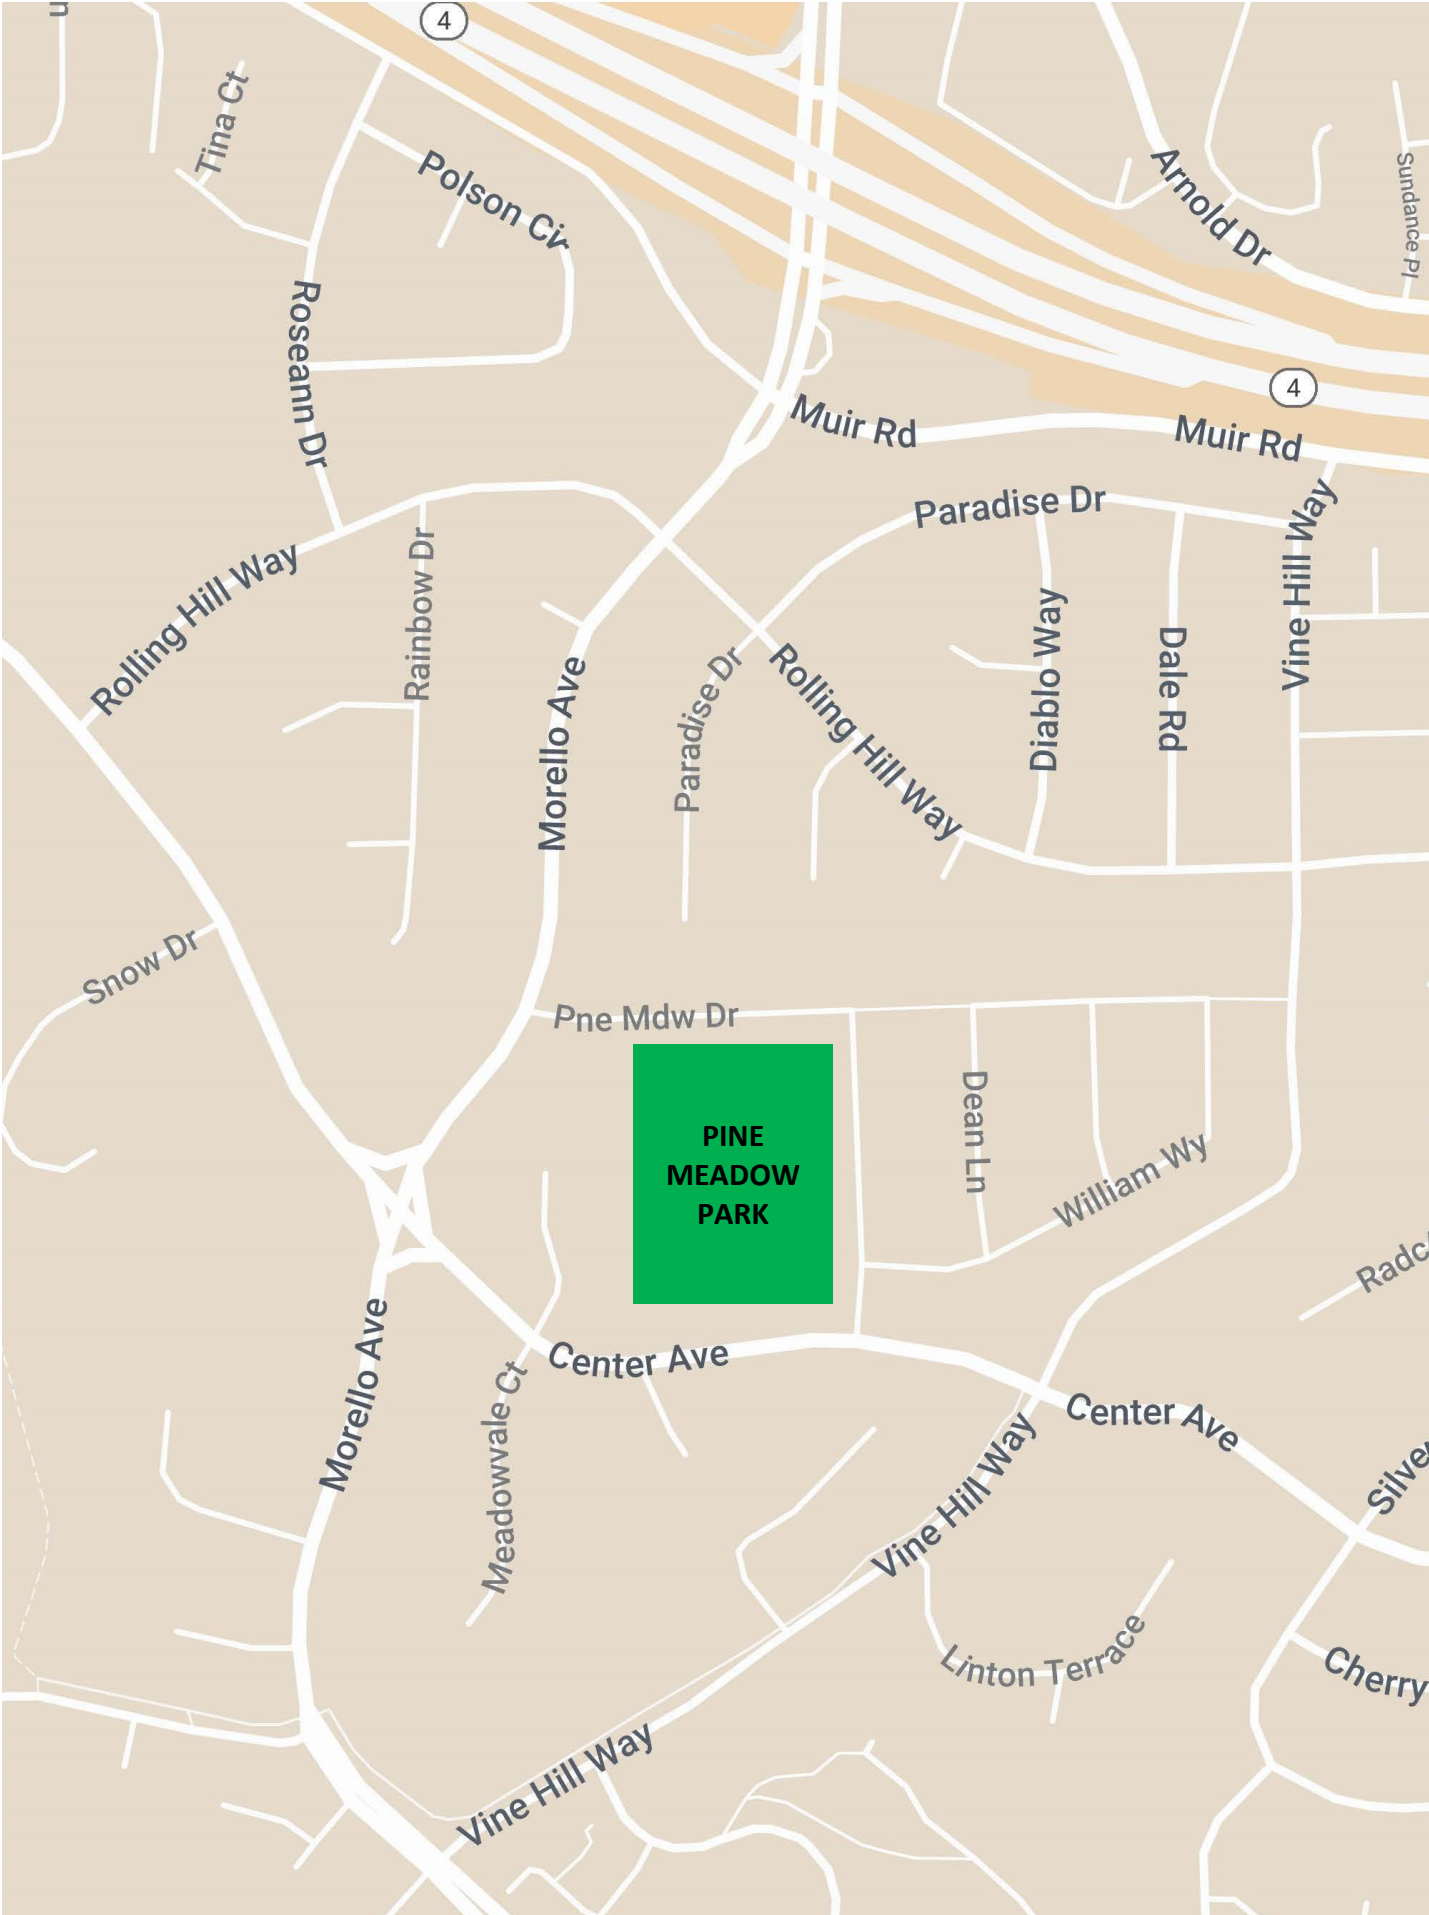 n
4
Tina Ct
Polson Cir
Arnold Dr
Sundance Pl
Roseann Dr
4
Muir Rd
Muir Rd
Paradise Dr
Vine Hill Way
Rolling Hill Way
Rainbow Dr
Morello Ave
Paradise Dr
Rolling Hill Way
Diablo Way
Dale Rd
Snow Dr
Pne Mdw Dr
PINE
MEADOW
PARK
Dean Ln
William Wy
Radc
Morello Ave
Center Ave
Meadowvale Ct
Center Ave
Vine Hill Way
Silve
Linton Terrace
Cherry
Vine Hill Way